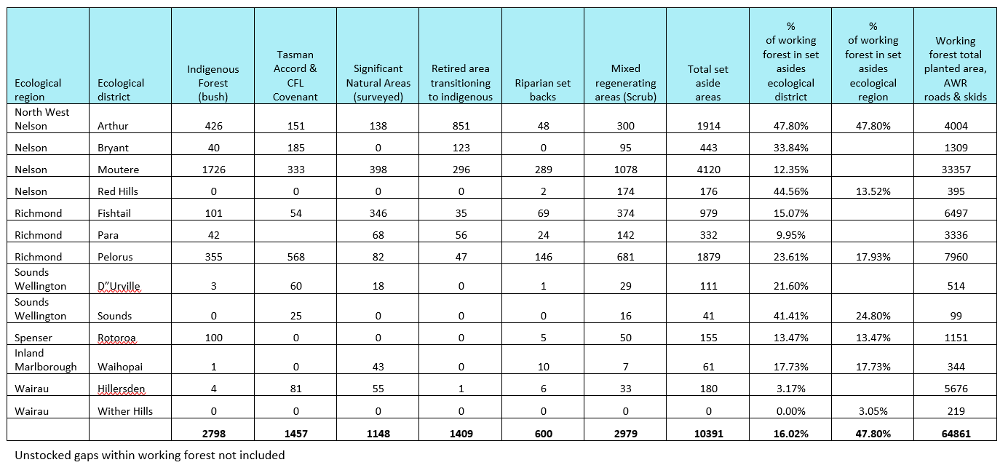 Ecological region | Ecological district | Indigenous Forest (bush) | Tasman Accord & CFL Covenant | Significant Natural Areas (surveyed) | Retired area transitioning to indigenous | Riparian set backs | Mixed regenerating areas (Scrub) | Total set aside areas | % of working forest in set asides ecological district | % of working forest in set asides ecological region | Working forest total planted area, AWR roads & skids
North West Nelson | Arthur | 426 | 151 | 138 | 851 | 48 | 300 | 1914 | 47.80% | 47.80% | 4004
Nelson | Bryant | 40 | 185 | 0 | 123 | 0 | 95 | 443 | 33.84% | | 1309
Nelson | Moutere | 1726 | 333 | 398 | 296 | 289 | 1078 | 4120 | 12.35% | | 33357
Nelson | Red Hills | 0 | 0 | 0 | 0 | 2 | 174 | 176 | 44.56% | 13.52% | 395
Richmond | Fishtail | 101 | 54 | 346 | 35 | 69 | 374 | 979 | 15.07% | | 6497
Richmond | Para | 42 | | 68 | 56 | 24 | 142 | 332 | 9.95% | | 3336
Richmond | Pelorus | 355 | 568 | 82 | 47 | 146 | 681 | 1879 | 23.61% | 17.93% | 7960
Sounds Wellington | D”Urville | 3 | 60 | 18 | 0 | 1 | 29 | 111 | 21.60% | | 514
Sounds Wellington | Sounds | 0 | 25 | 0 | 0 | 0 | 16 | 41 | 41.41% | 24.80% | 99
Spenser | Rotoroa | 100 | 0 | 0 | 0 | 5 | 50 | 155 | 13.47% | 13.47% | 1151
Inland Marlborough | Waihopai | 1 | 0 | 43 | 0 | 10 | 7 | 61 | 17.73% | 17.73% | 344
Wairau | Hillersden | 4 | 81 | 55 | 1 | 6 | 33 | 180 | 3.17% | | 5676
Wairau | Wither Hills | 0 | 0 | 0 | 0 | 0 | 0 | 0 | 0.00% | 3.05% | 219
| | 2798 | 1457 | 1148 | 1409 | 600 | 2979 | 10391 | 16.02% | 47.80% | 64861
Unstocked gaps within working forest not included